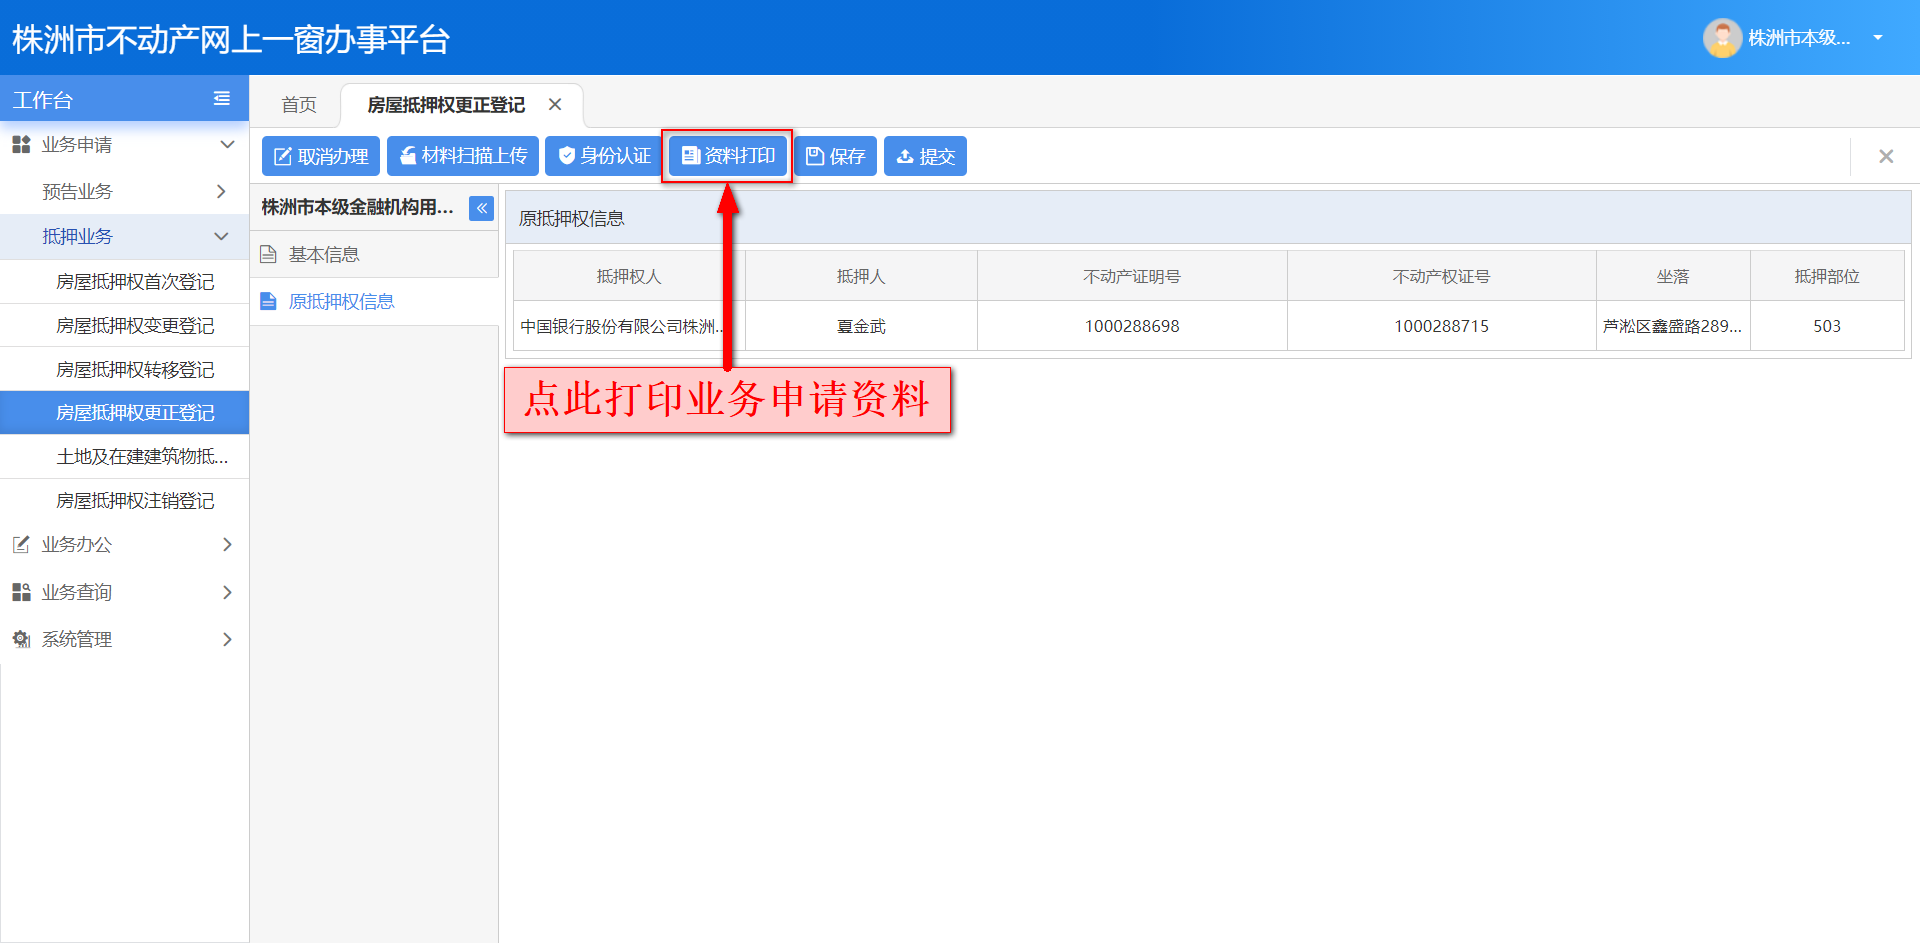 株洲市不动产网上一窗办事平台
株洲市本级...
工作台
首页
房屋抵押权更正登记
业务申请
预告业务
抵押业务
房屋抵押权首次登记
房屋抵押权变更登记
房屋抵押权转移登记
房屋抵押权更正登记
土地及在建建筑物抵...
房屋抵押权注销登记
业务办公
业务查询
系统管理
取消办理 材料扫描上传 身份认证 资料打印 保存 提交
株洲市本级金融机构用...
基本信息
原抵押权信息
原抵押权信息
抵押权人 抵押人 不动产证明号 不动产权证号 坐落 抵押部位
中国银行股份有限公司株洲... 夏金武 1000288698 1000288715 芦淞区鑫盛路289... 503
点此打印业务申请资料